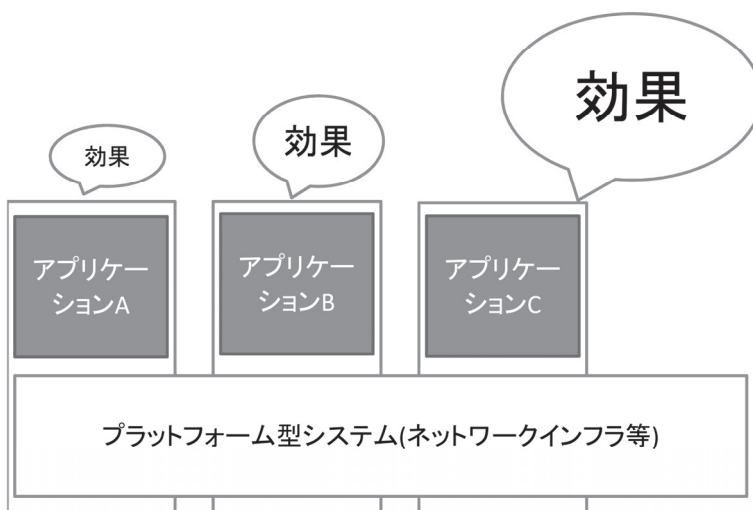 効果
効果
効果
アプリケー
ションA
アプリケー
ションB
アプリケー
ションC
プラットフォーム型システム(ネットワークインフラ等)